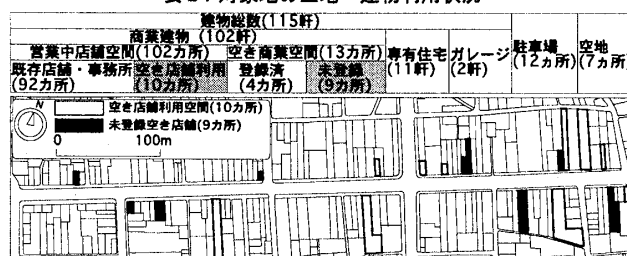 建物総数(115軒)
商業建物 (102軒)
営業中店舗空間(102カ所) 空き商業空間(13カ所) 専有住宅 ガレージ 駐車場 空地
(11軒) (2軒) (12ヵ所) (7ヵ所)
既存店舗・事務所 空き店舗利用 登録済 未登録
(92カ所) (10カ所) (4カ所) (9カ所)
N
空き店舗利用空間(10カ所)
未登録空き店舗(9カ所)
0 100m